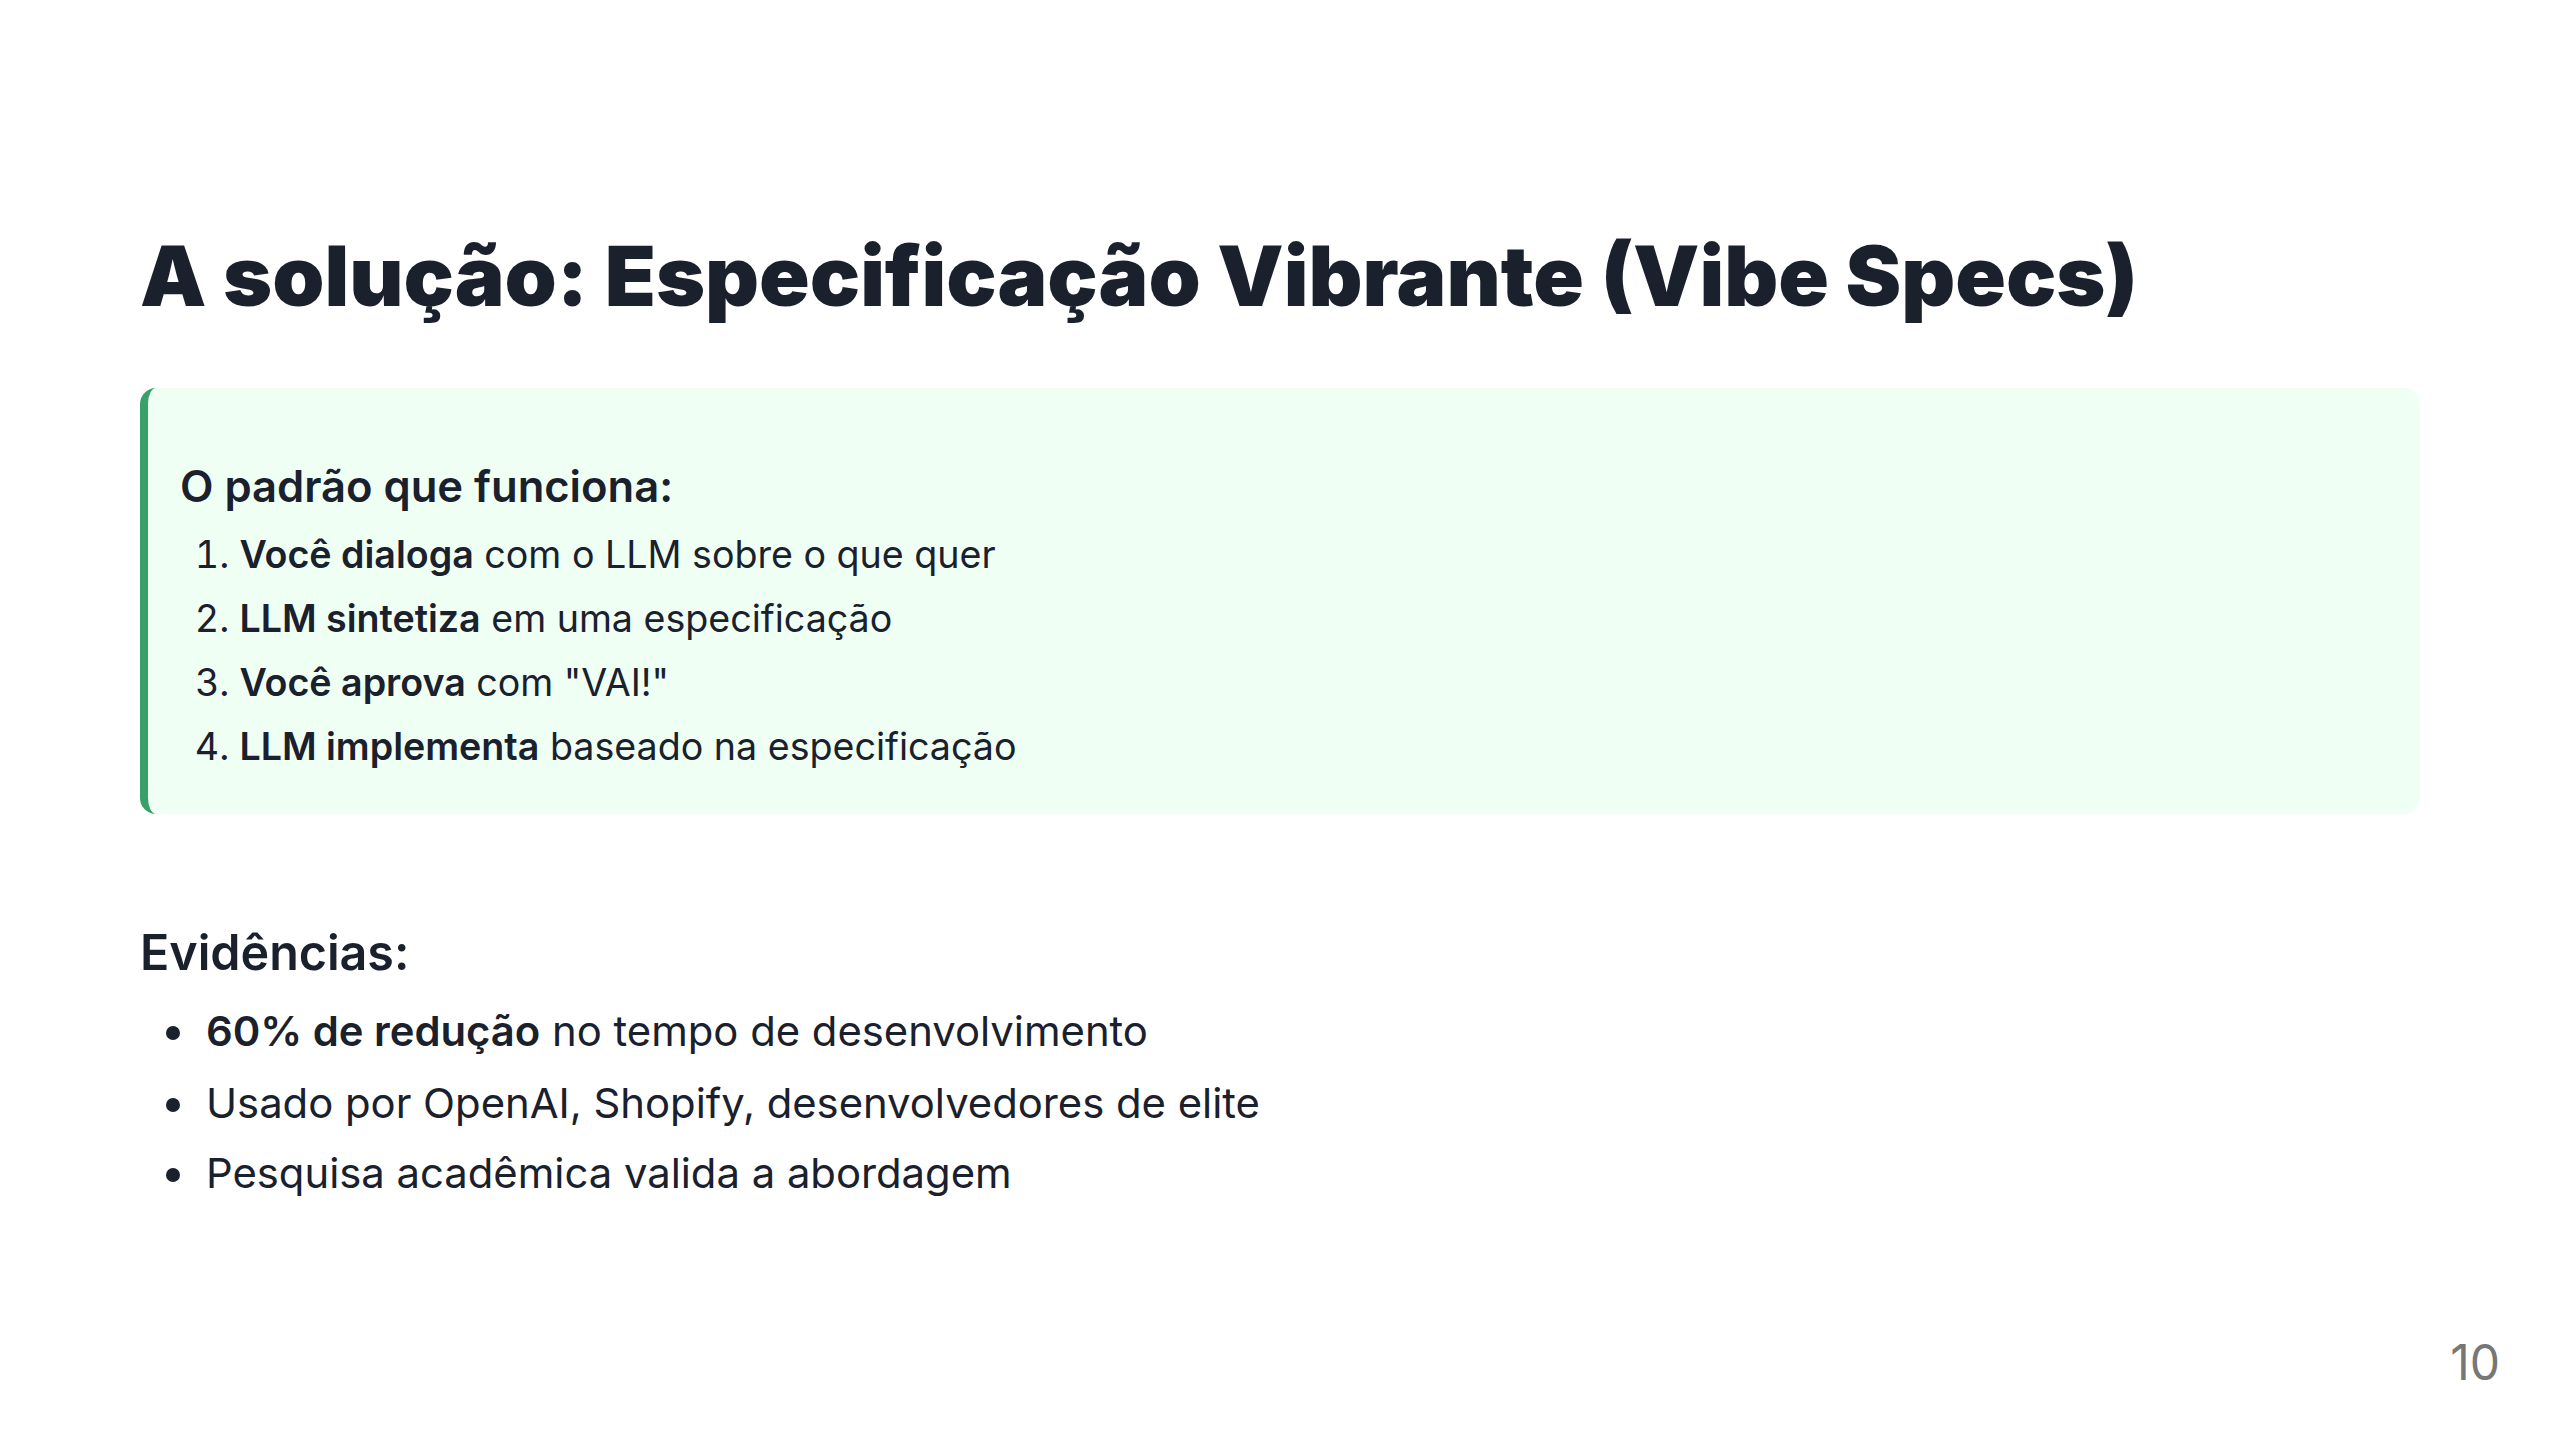 A solução: Especificação Vibrante (Vibe Specs)
O padrão que funciona:
1. Você dialoga com o LLM sobre o que quer
2. LLM sintetiza em uma especificação
3. Você aprova com "VAI!"
4. LLM implementa baseado na especificação
Evidências:
• 60% de redução no tempo de desenvolvimento
• Usado por OpenAI, Shopify, desenvolvedores de elite
• Pesquisa acadêmica valida a abordagem
10